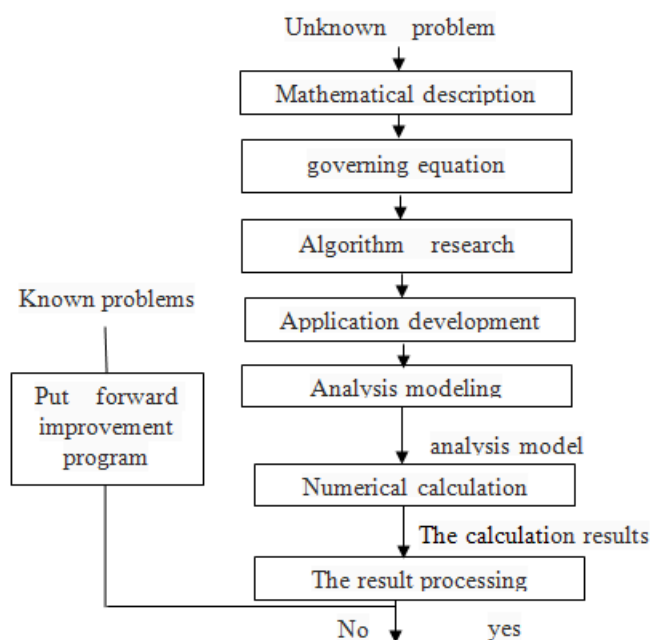 Unknown problem
Mathematical description
governing equation
Algorithm research
Known problems
Application development
Put forward
improvement
program
Analysis modeling
analysis model
Numerical calculation
The calculation results
The result processing
No yes